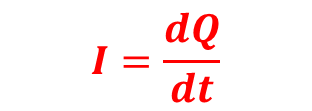 I = dQ/dt